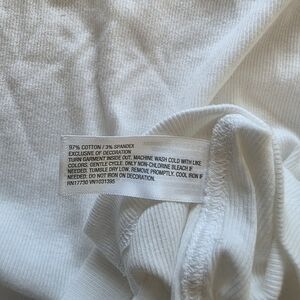 97% COTTON / 3% SPANDEX
EXCLUSIVE OF DECORATION
TURN GARMENT INSIDE OUT, MACHINE WASH COLD WITH LIKE
COLORS, GENTLE CYCLE. ONLY NON-CHLORINE BLEACH IF
NEEDED. TUMBLE DRY LOW. REMOVE PROMPTLY. COOL IRON IF
NEEDED. DO NOT IRON ON DECORATION.
RN17730 VN1031395